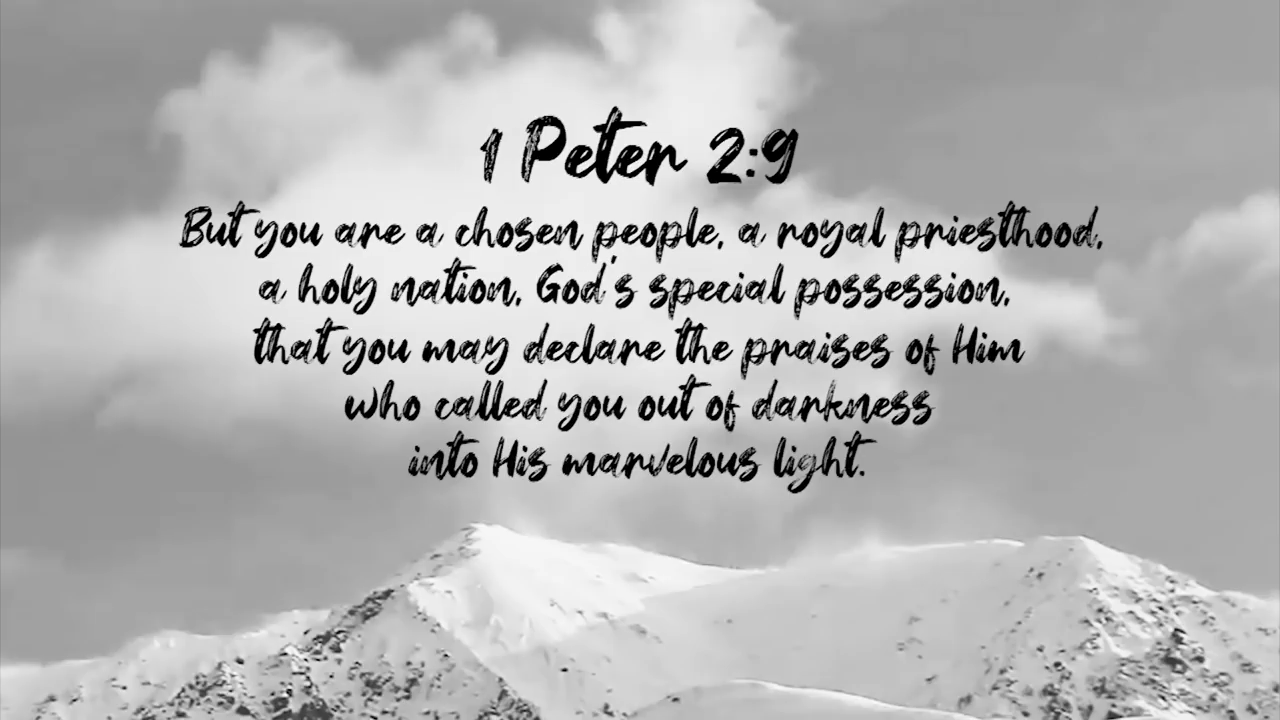 1 Peter 2:9
But you are a chosen people, a royal priesthood,
a holy nation, God's special possession,
that you may declare the praises of Him
who called you out of darkness
into His marvelous light.